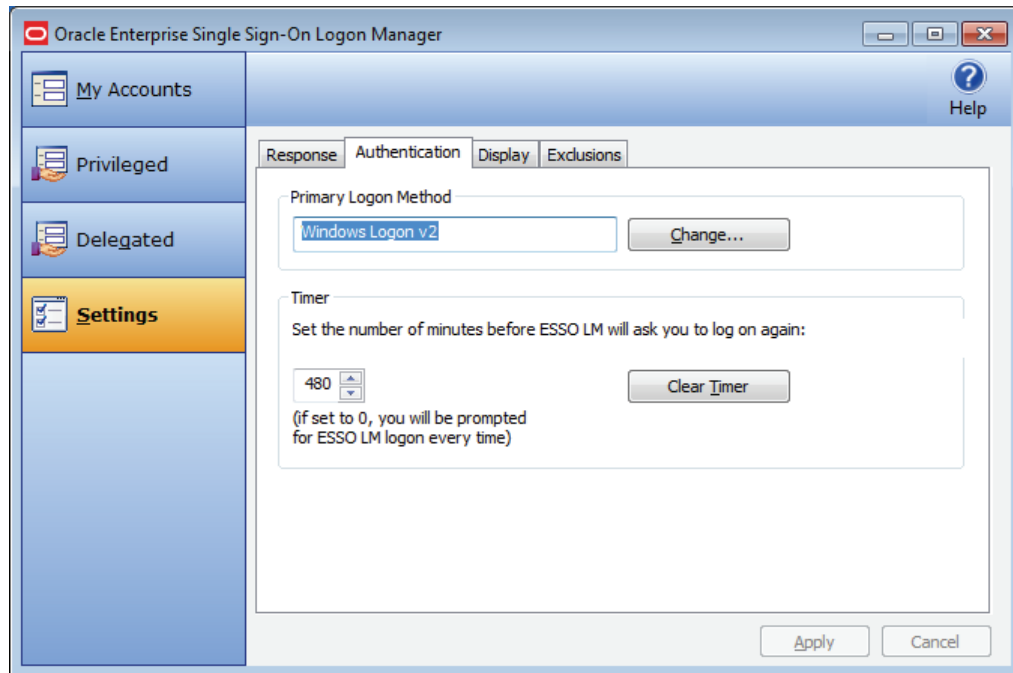 Oracle Enterprise Single Sign-On Logon Manager
My Accounts
Privileged
Delegated
Settings
Help
Response Authentication Display Exclusions
Primary Logon Method
Windows Logon v2
Change...
Timer
Set the number of minutes before ESSO LM will ask you to log on again:
480
Clear Timer
(if set to 0, you will be prompted
for ESSO LM logon every time)
Apply Cancel